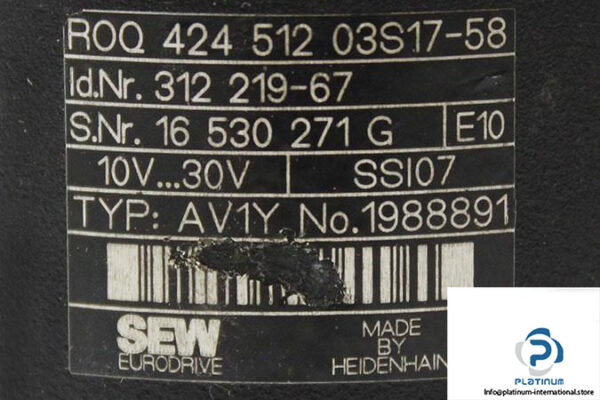 ROQ 424 512 03S17-58
Id.Nr. 312 219-67
S.Nr. 16 530 271 G E10
10V...30V SSI07
TYP: AV1Y No.1988891
SEW
EURODRIVE
MADE
BY
HEIDENHAIN
PLATINUM
Info@platinum-international.store